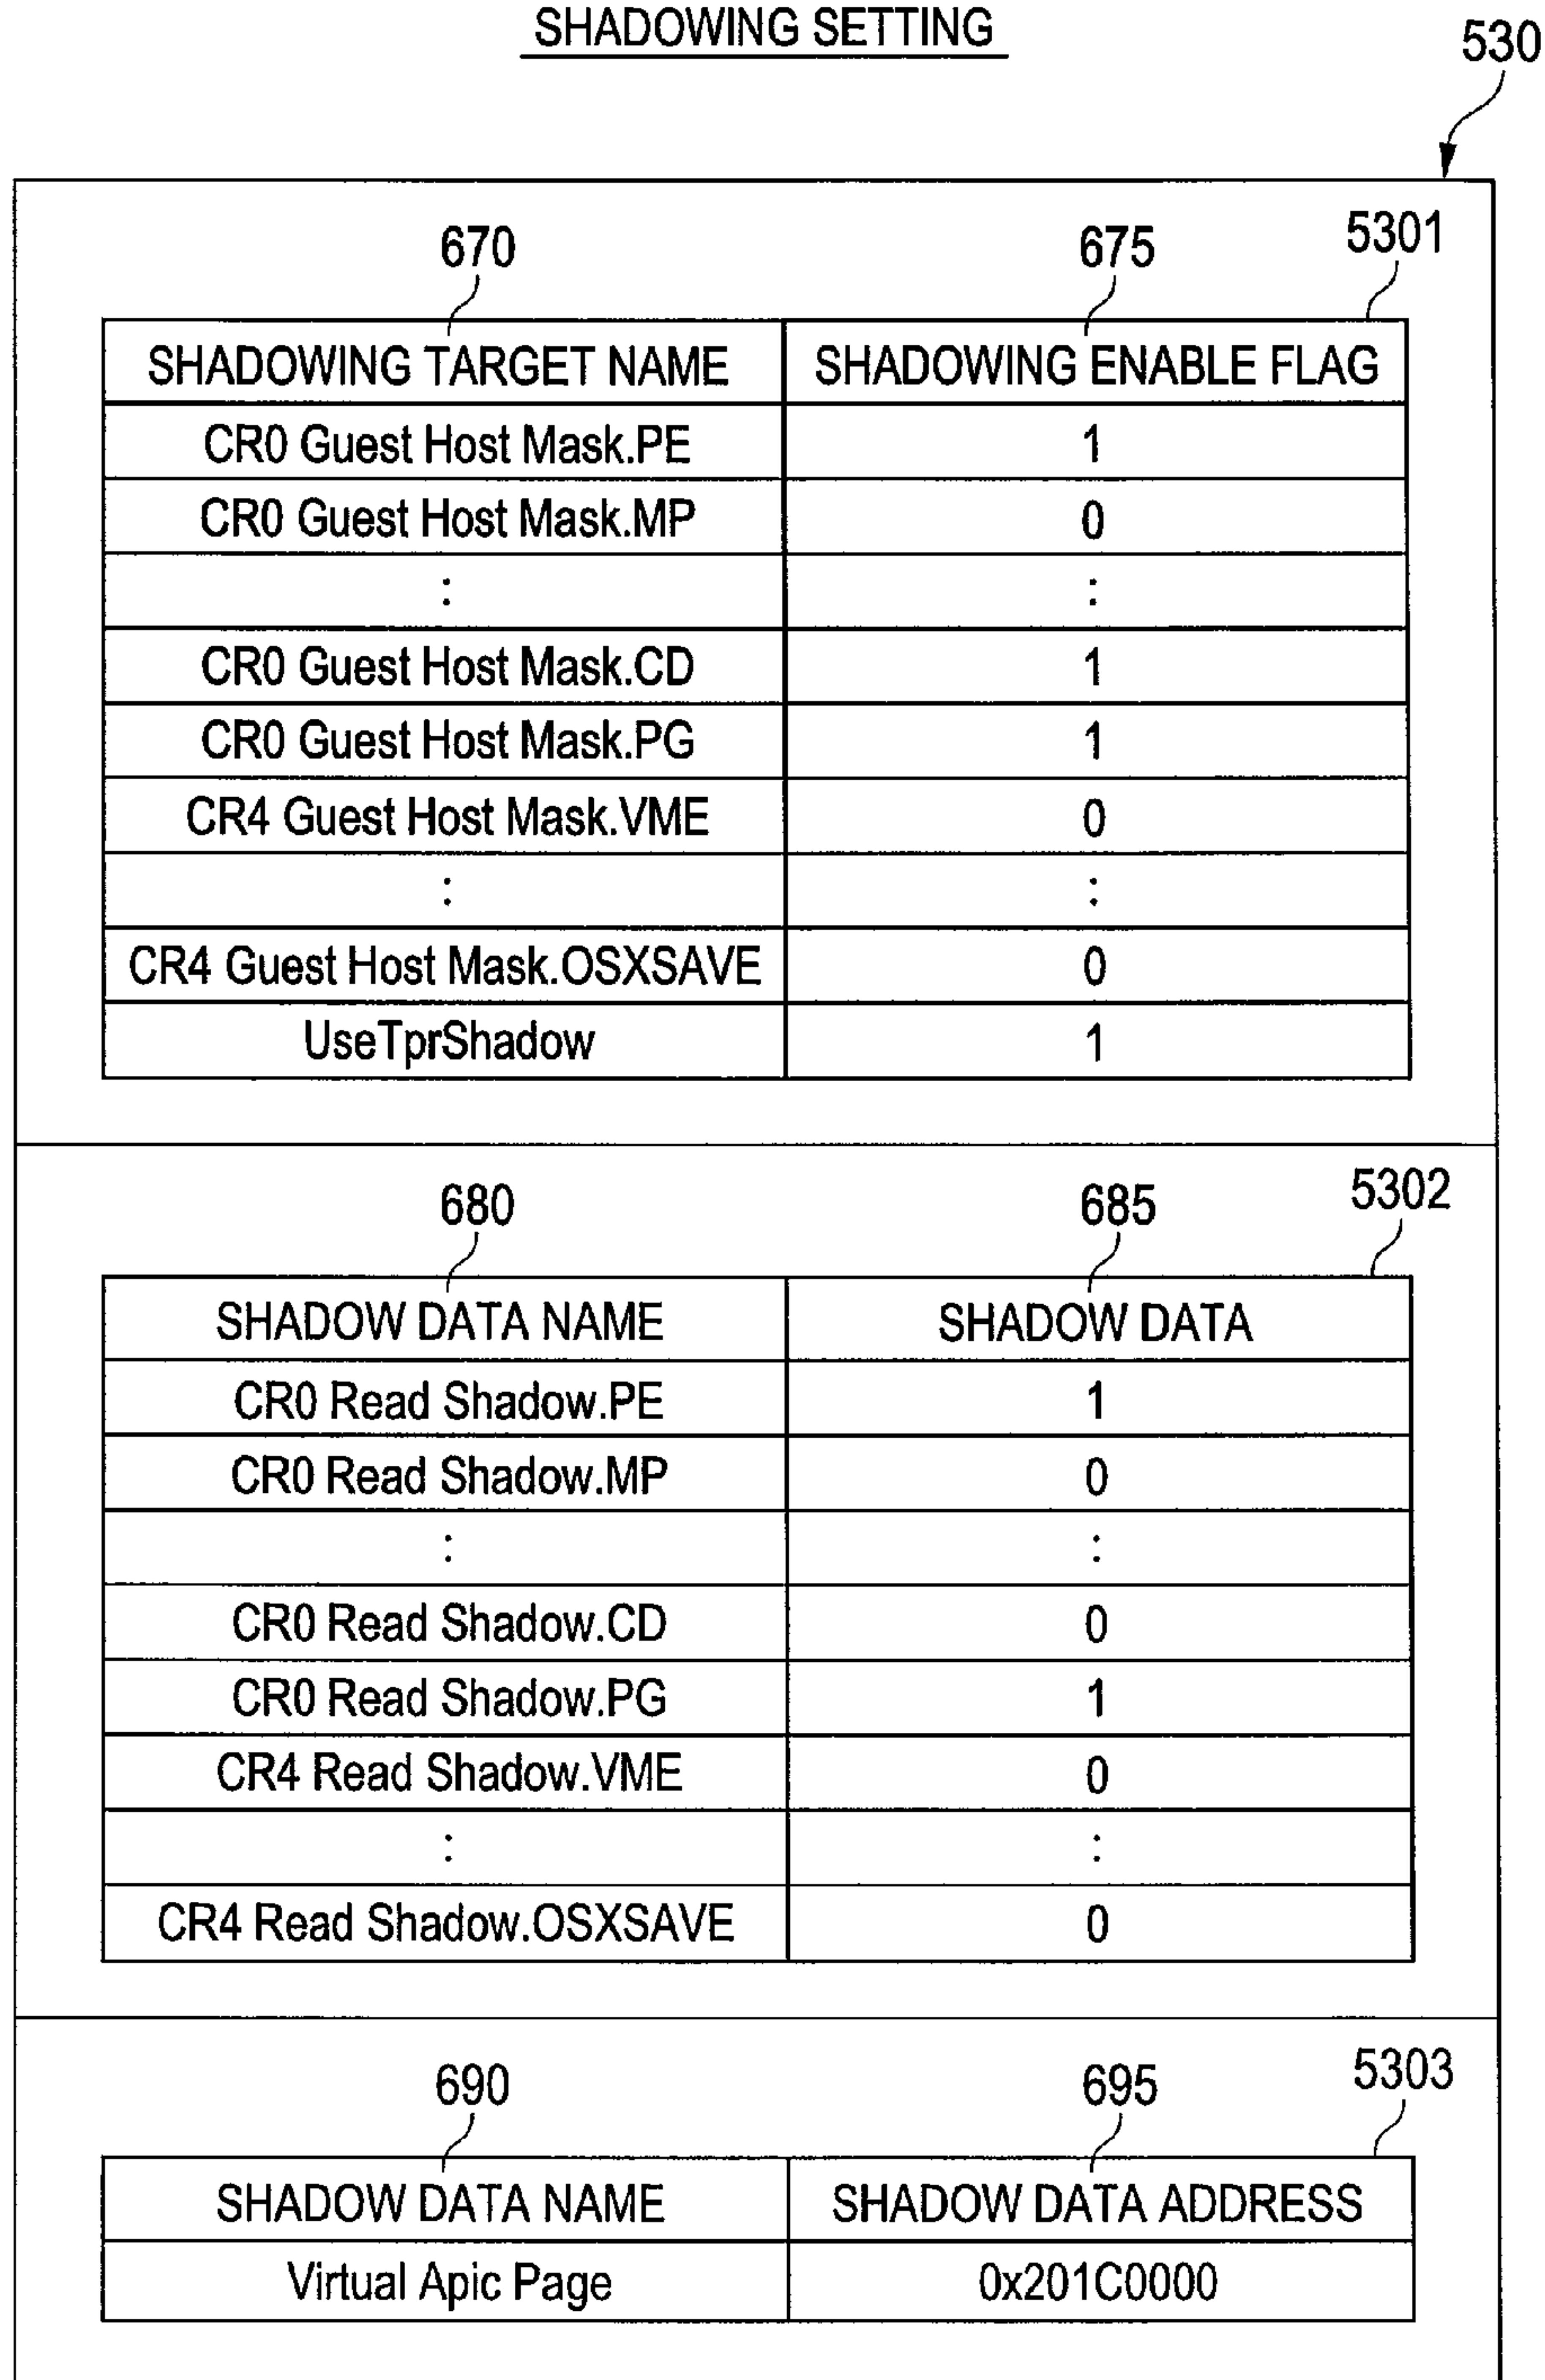 SHADOWING SETTING
530
670 675 5301
SHADOWING TARGET NAME SHADOWING ENABLE FLAG
CR0 Guest Host Mask.PE 1
CR0 Guest Host Mask.MP 0
: :
CR0 Guest Host Mask.CD 1
CR0 Guest Host Mask.PG 1
CR4 Guest Host Mask.VME 0
: :
CR4 Guest Host Mask.OSXSAVE 0
UseTprShadow 1
680 685 5302
SHADOW DATA NAME SHADOW DATA
CR0 Read Shadow.PE 1
CR0 Read Shadow.MP 0
: :
CR0 Read Shadow.CD 0
CR0 Read Shadow.PG 1
CR4 Read Shadow.VME 0
: :
CR4 Read Shadow.OSXSAVE 0
690 695 5303
SHADOW DATA NAME SHADOW DATA ADDRESS
Virtual Apic Page 0x201C0000